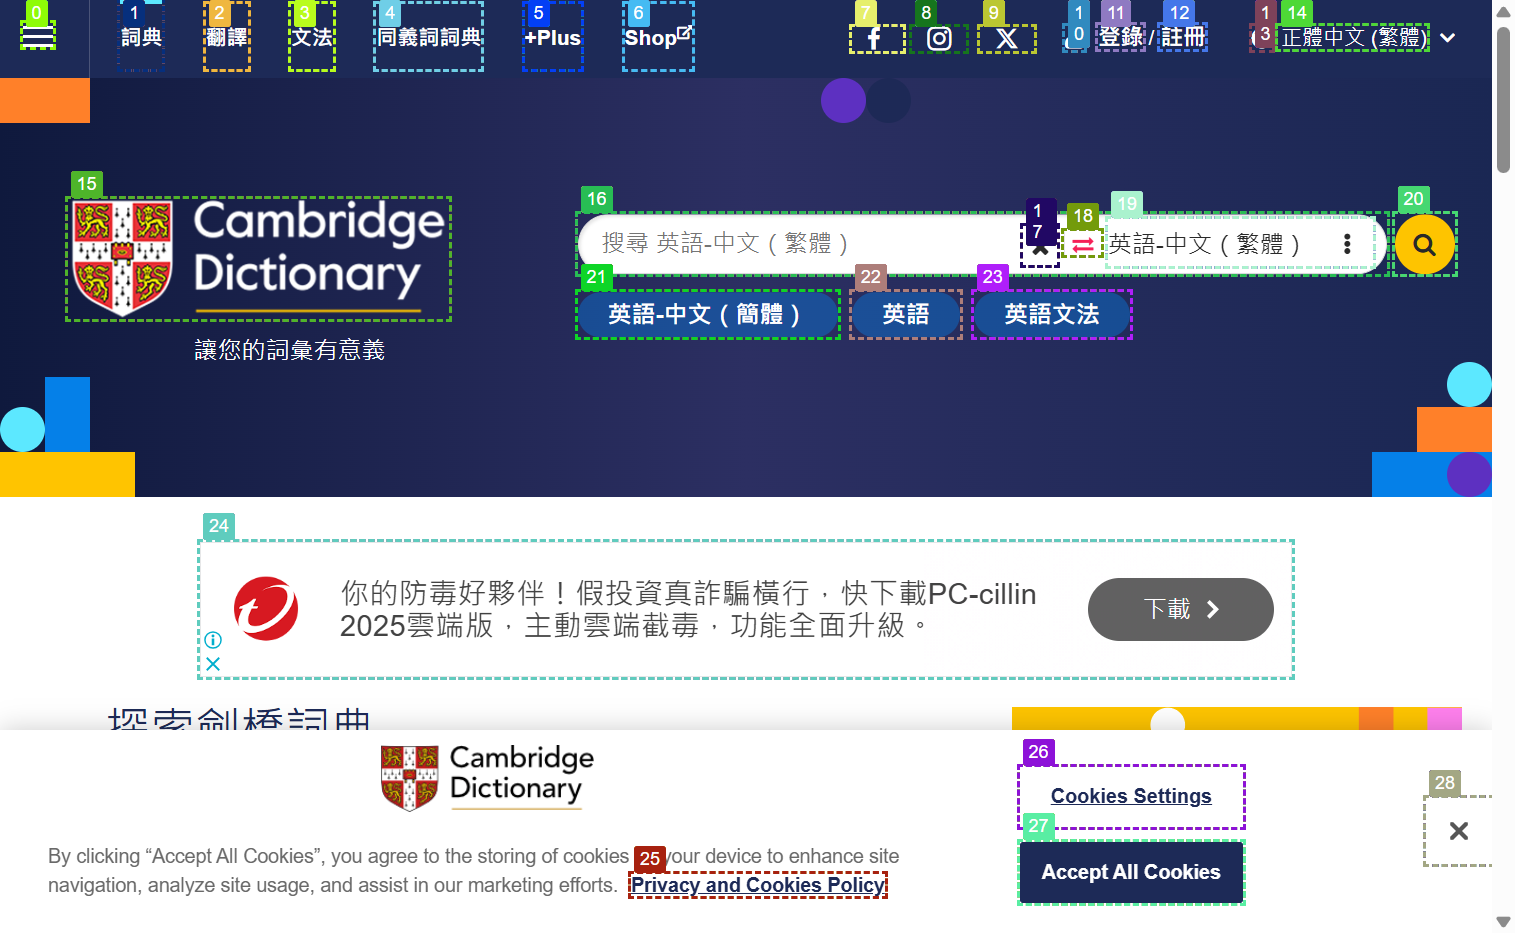 0
1
2
3
4
5
6
7
8
9
10
11
12
13
14
詞典
翻譯
文法
同義詞詞典
+Plus
Shop
登錄 / 註冊
正體中文 (繁體)
15
16
17
18
19
20
Cambridge
Dictionary
讓您的詞彙有意義
搜尋 英語-中文（繁體）
英語-中文（繁體）
21
22
23
英語-中文（簡體）
英語
英語文法
24
你的防毒好夥伴！假投資真詐騙橫行，快下載PC-cillin
2025雲端版，主動雲端截毒，功能全面升級。
下載
探索劍橋詞典
Cambridge
Dictionary
26
Cookies Settings
27
Accept All Cookies
28
By clicking “Accept All Cookies”, you agree to the storing of cookies your device to enhance site
25
navigation, analyze site usage, and assist in our marketing efforts. Privacy and Cookies Policy